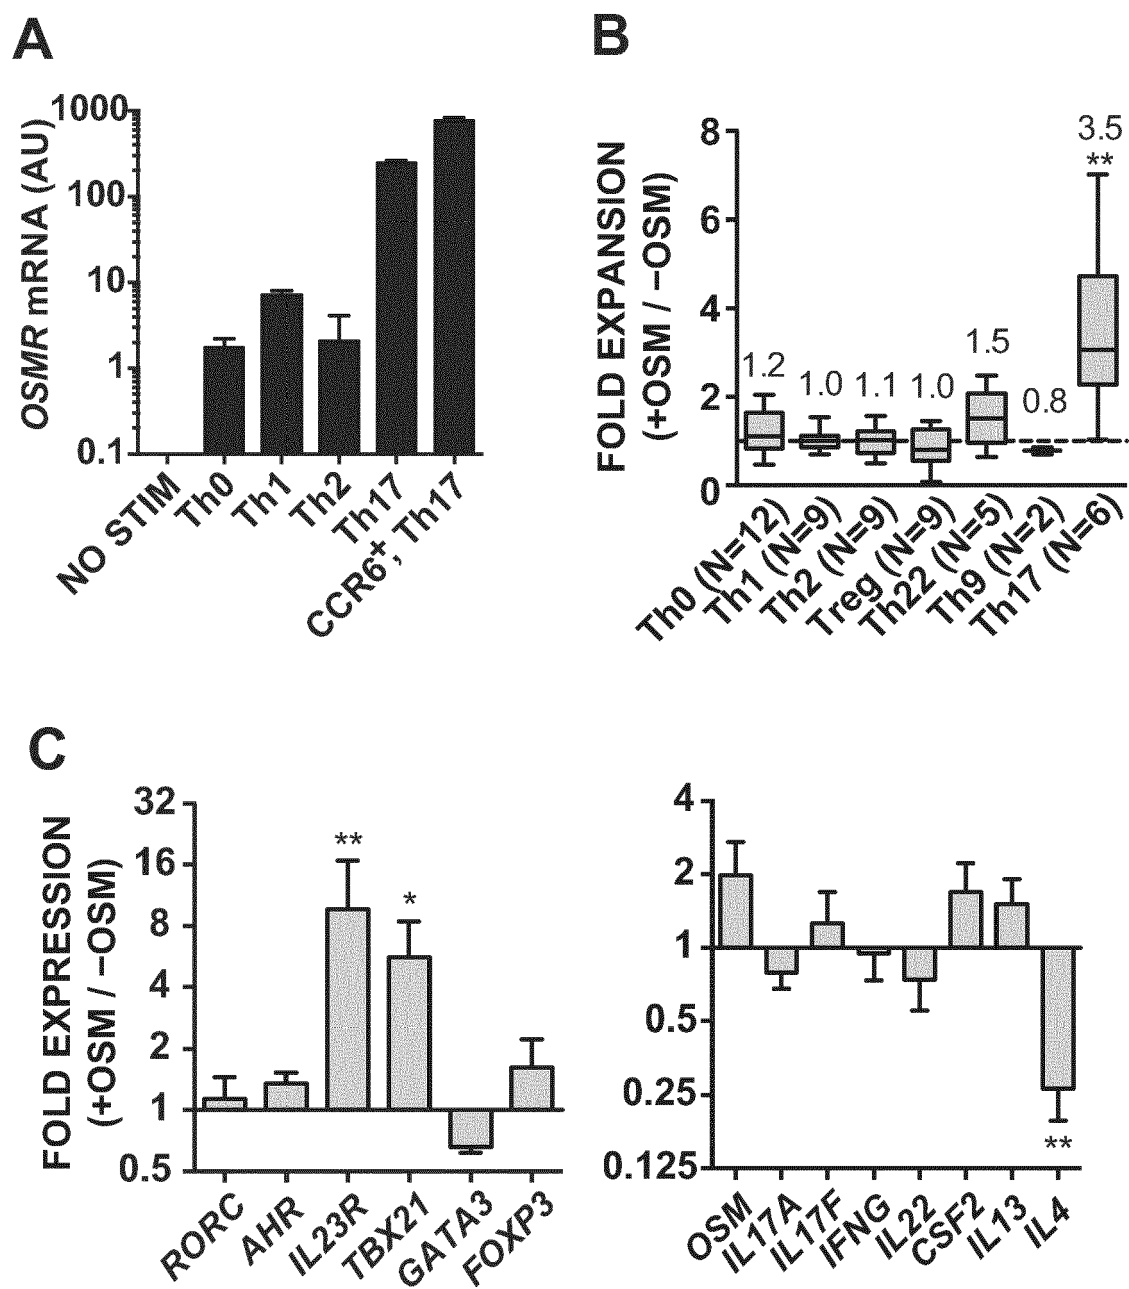 A
OSMR mRNA (AU)
1000
100
10
1
0.1
NO STIM
Th0
Th1
Th2
Th17
CCR6+, Th17
B
FOLD EXPANSION
(+OSM / −OSM)
8
6
4
2
0
1.2
1.0
1.1
1.0
1.5
0.8
3.5
**
Th0 (N=12)
Th1 (N=9)
Th2 (N=9)
Treg (N=9)
Th22 (N=5)
Th9 (N=2)
Th17 (N=6)
C
FOLD EXPRESSION
(+OSM / −OSM)
32
16
8
4
2
1
0.5
**
*
RORC
AHR
IL23R
TBX21
GATA3
FOXP3
4
2
1
0.5
0.25
0.125
**
OSM
IL17A
IL17F
IFNG
IL22
CSF2
IL13
IL4